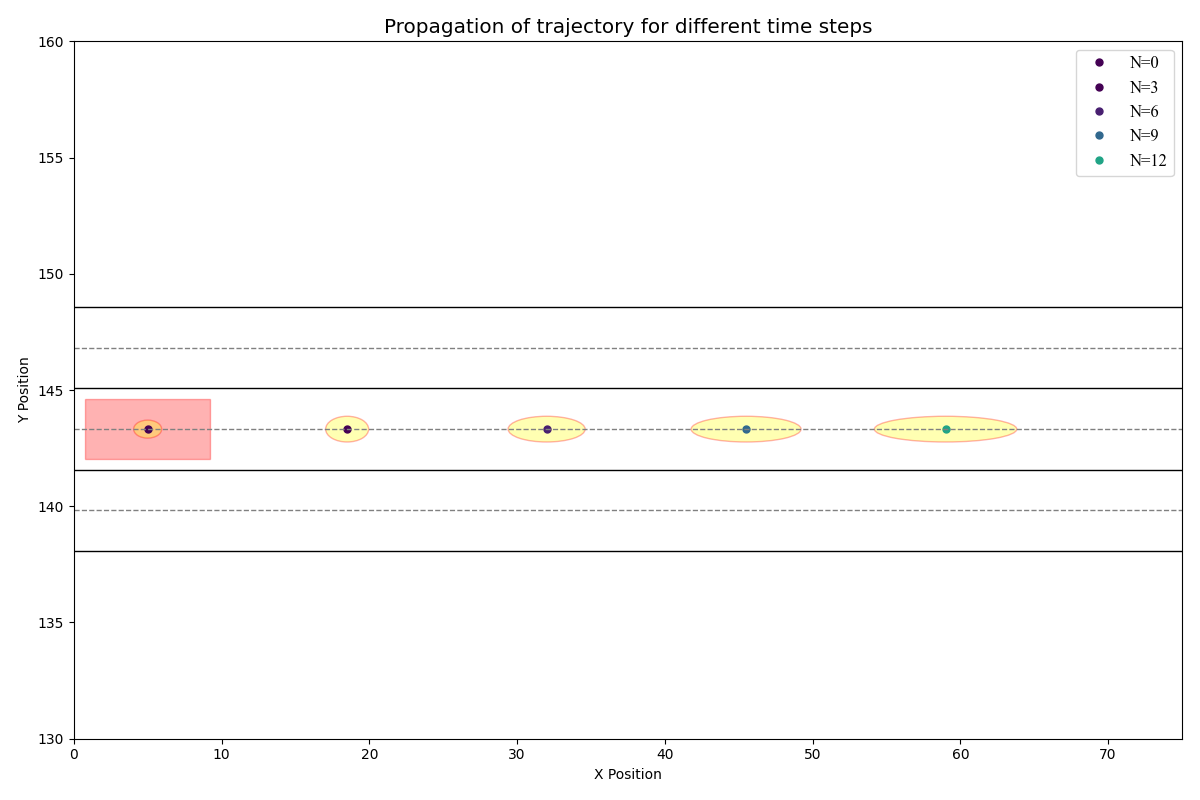 Propagation of trajectory for different time steps
N=0
N=3
N=6
N=9
N=12
160
155
150
145
140
135
130
Y Position
0 10 20 30 40 50 60 70
X Position